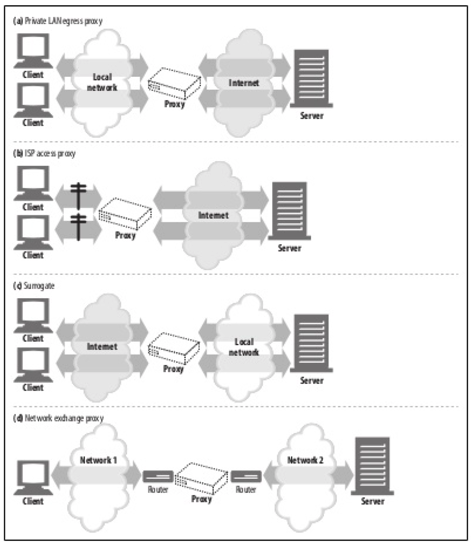 (a) Private LAN egress proxy
Client
Local
network
Proxy
Internet
Server
Client
(b) ISP access proxy
Client
Proxy
Internet
Server
Client
(c) Surrogate
Client
Internet
Proxy
Local
network
Server
Client
(d) Network exchange proxy
Network 1
Network 2
Client
Router
Proxy
Router
Server